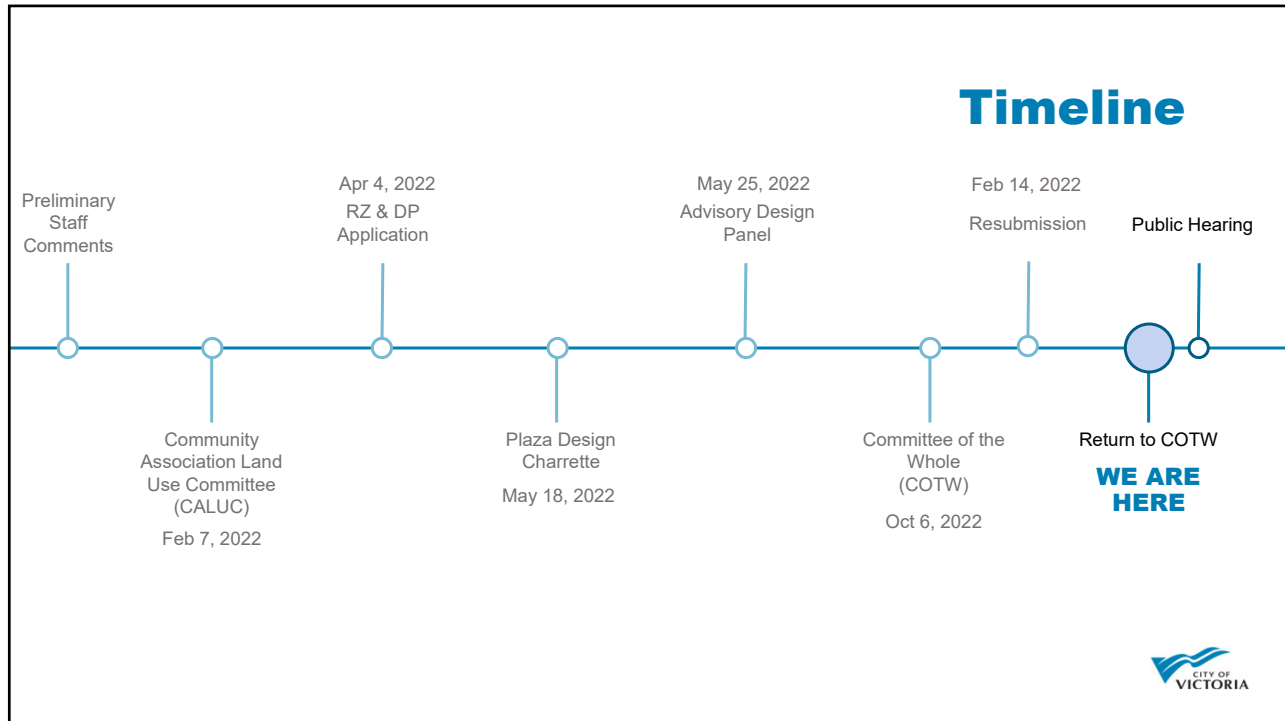 Timeline
Preliminary
Staff
Comments
Community
Association Land
Use Committee
(CALUC)
Feb 7, 2022
Apr 4, 2022
RZ & DP
Application
Plaza Design
Charrette
May 18, 2022
May 25, 2022
Advisory Design
Panel
Committee of the
Whole
(COTW)
Oct 6, 2022
Feb 14, 2022
Resubmission
Return to COTW
WE ARE
HERE
Public Hearing
CITY OF
VICTORIA